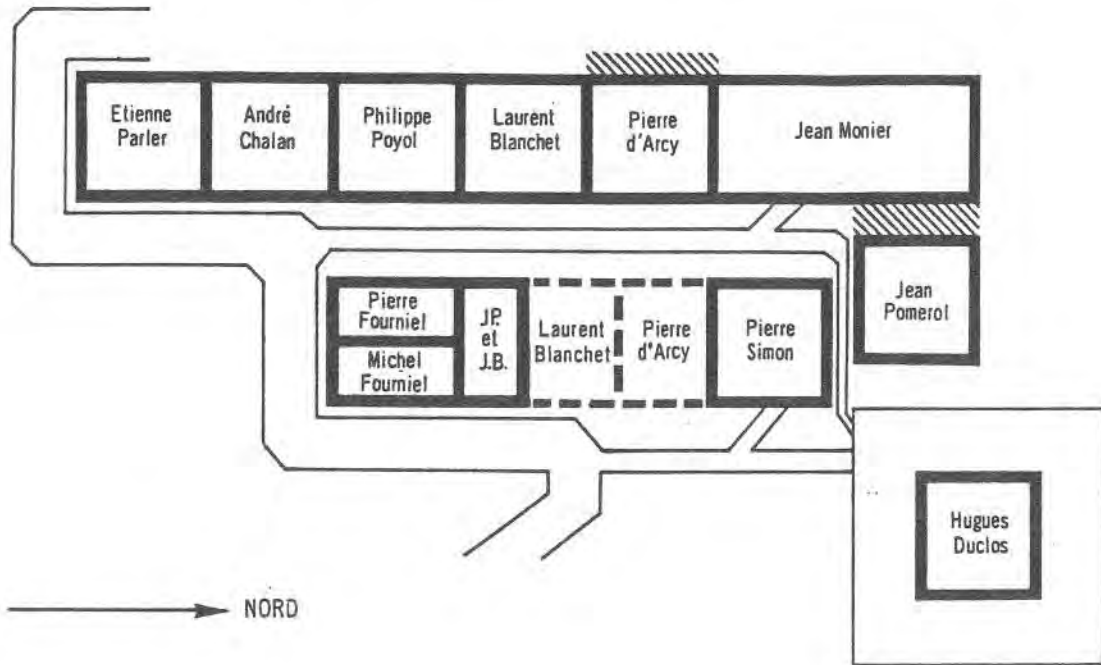 Etienne
Parler
André
Chalan
Philippe
Poyol
Laurent
Blanchet
Pierre
d'Arcy
Jean Monier
Pierre
Fourniel
Michel
Fourniel
J.P.
et
J.B.
Laurent
Blanchet
Pierre
d'Arcy
Pierre
Simon
Jean
Pomerol
Hugues
Duclos
NORD